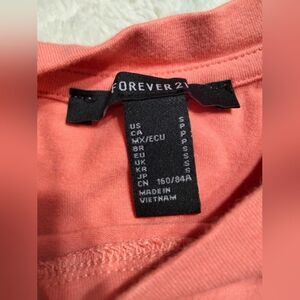 FOREVER 21
US S
CA P
MX/ECU P
BR P
EU S
UK S
KR S
JP S
CN 160/84A
MADE IN
VIETNAM